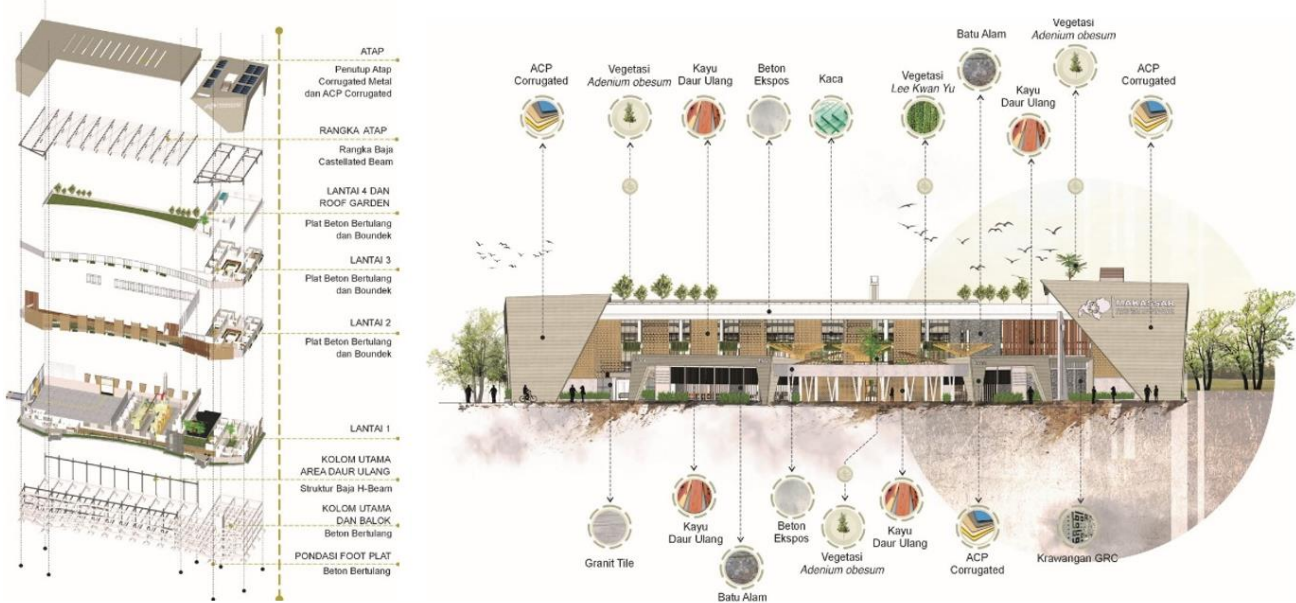 ATAP
Penutup Atap
Corrugated Metal
dan ACP Corrugated
RANGKA ATAP
Rangka Baja
Castellated Beam
LANTAI 4 DAN
ROOF GARDEN
Plat Beton Bertulang
dan Boundek
LANTAI 3
Plat Beton Bertulang
dan Boundek
LANTAI 2
Plat Beton Bertulang
dan Boundek
LANTAI 1
KOLOM UTAMA
AREA DAUR ULANG
Struktur Baja H-Beam
KOLOM UTAMA
DAN BALOK
Beton Bertulang
PONDASI FOOT PLAT
Beton Bertulang
ACP
Corrugated
Vegetasi
Adenium obesum
Kayu
Daur Ulang
Beton
Ekspos
Kaca
Vegetasi
Lee Kwan Yu
Batu Alam
Kayu
Daur Ulang
Vegetasi
Adenium obesum
ACP
Corrugated
MAKASSAR
Granit Tile
Kayu
Daur Ulang
Batu Alam
Beton
Ekspos
Vegetasi
Adenium obesum
Kayu
Daur Ulang
ACP
Corrugated
Krawangan GRC